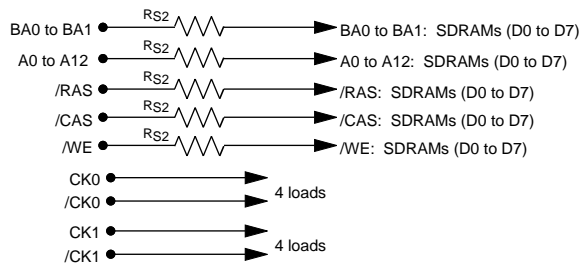 BA0 to BA1 RS2 BA0 to BA1: SDRAMs (D0 to D7)
A0 to A12 RS2 A0 to A12: SDRAMs (D0 to D7)
/RAS RS2 /RAS: SDRAMs (D0 to D7)
/CAS RS2 /CAS: SDRAMs (D0 to D7)
/WE RS2 /WE: SDRAMs (D0 to D7)
CK0
4 loads
/CK0
CK1
4 loads
/CK1